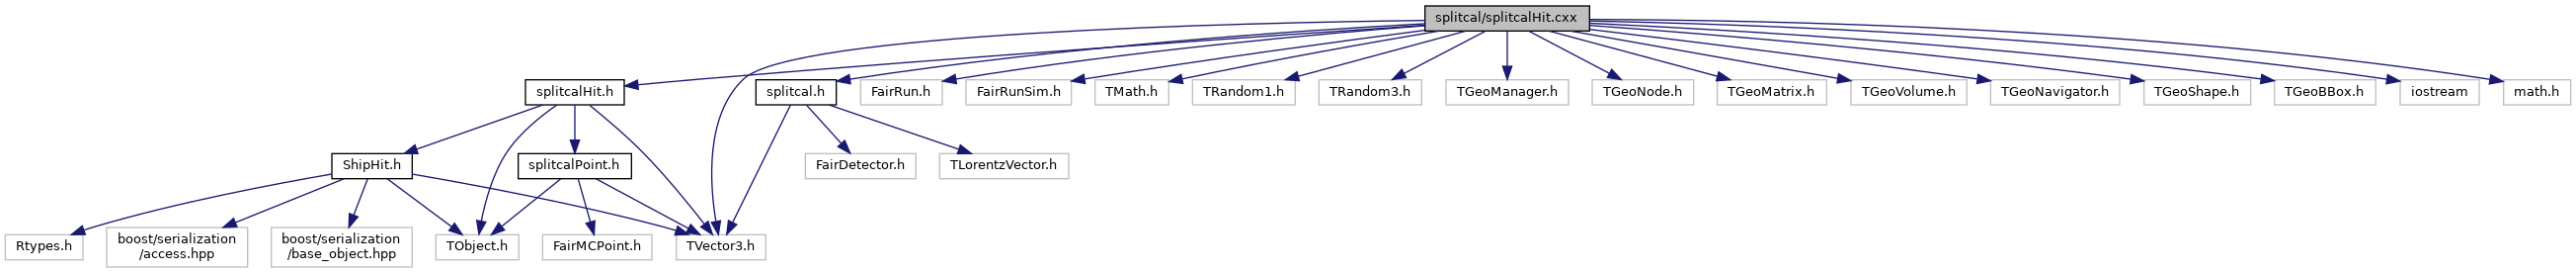 splitcal/splitcalHit.cxx
splitcalHit.h
splitcal.h
FairRun.h
FairRunSim.h
TMath.h
TRandom1.h
TRandom3.h
TGeoManager.h
TGeoNode.h
TGeoMatrix.h
TGeoVolume.h
TGeoNavigator.h
TGeoShape.h
TGeoBBox.h
iostream
math.h
ShipHit.h
splitcalPoint.h
FairDetector.h
TLorentzVector.h
Rtypes.h
boost/serialization
/access.hpp
boost/serialization
/base_object.hpp
TObject.h
FairMCPoint.h
TVector3.h